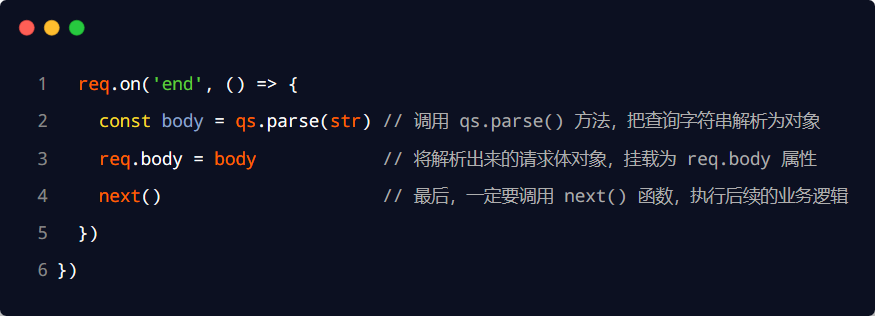 1 req.on('end', () => {
2 const body = qs.parse(str) // 调用 qs.parse() 方法，把查询字符串解析为对象
3 req.body = body // 将解析出来的请求体对象，挂载为 req.body 属性
4 next() // 最后，一定要调用 next() 函数，执行后续的业务逻辑
5 })
6 })